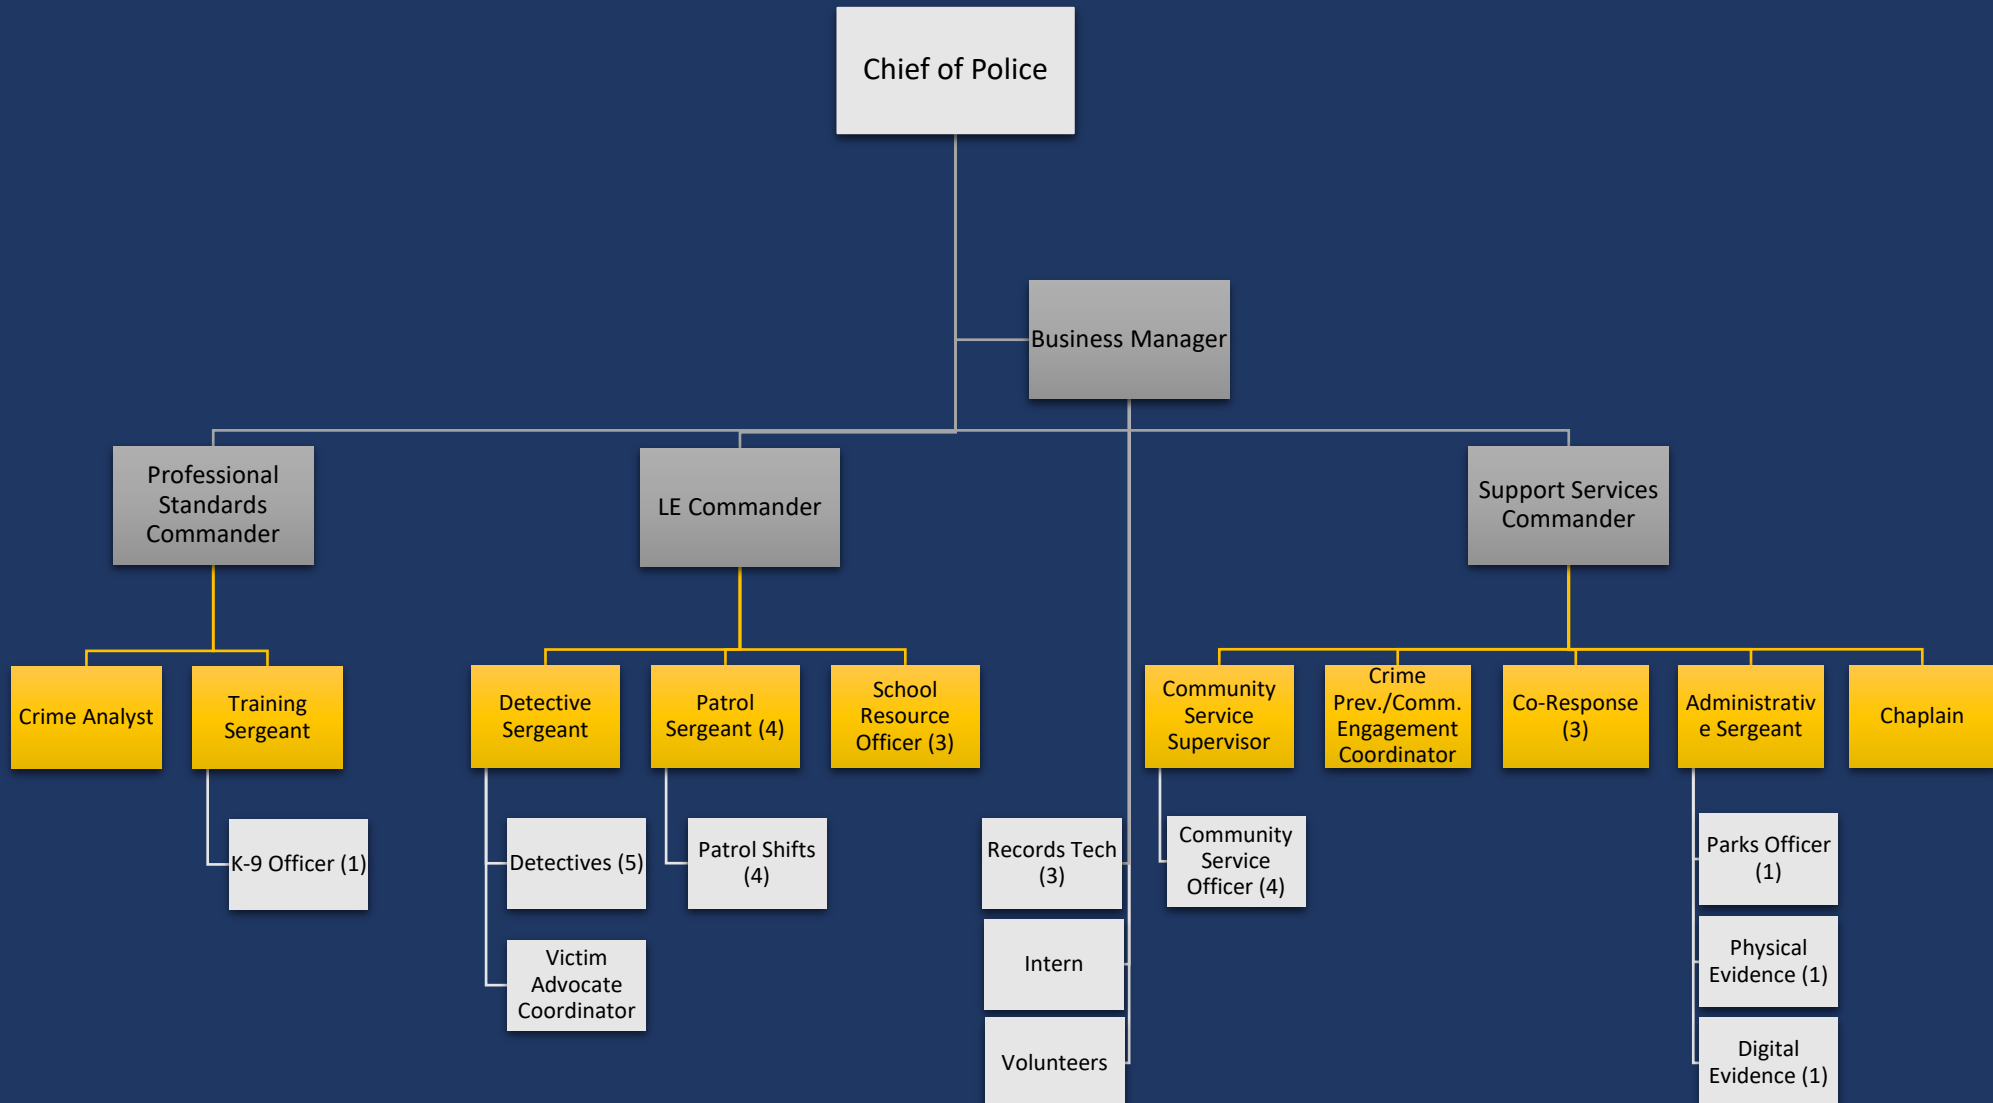 Chief of Police
Business Manager
Professional
Standards
Commander
LE Commander
Support Services
Commander
Crime Analyst
Training
Sergeant
Detective
Sergeant
Patrol
Sergeant (4)
School
Resource
Officer (3)
Community
Service
Supervisor
Crime
Prev./Comm.
Engagement
Coordinator
Co-Response
(3)
Administrativ
e Sergeant
Chaplain
K-9 Officer (1)
Detectives (5)
Patrol Shifts
(4)
Records Tech
(3)
Community
Service
Officer (4)
Parks Officer
(1)
Victim
Advocate
Coordinator
Intern
Physical
Evidence (1)
Volunteers
Digital
Evidence (1)